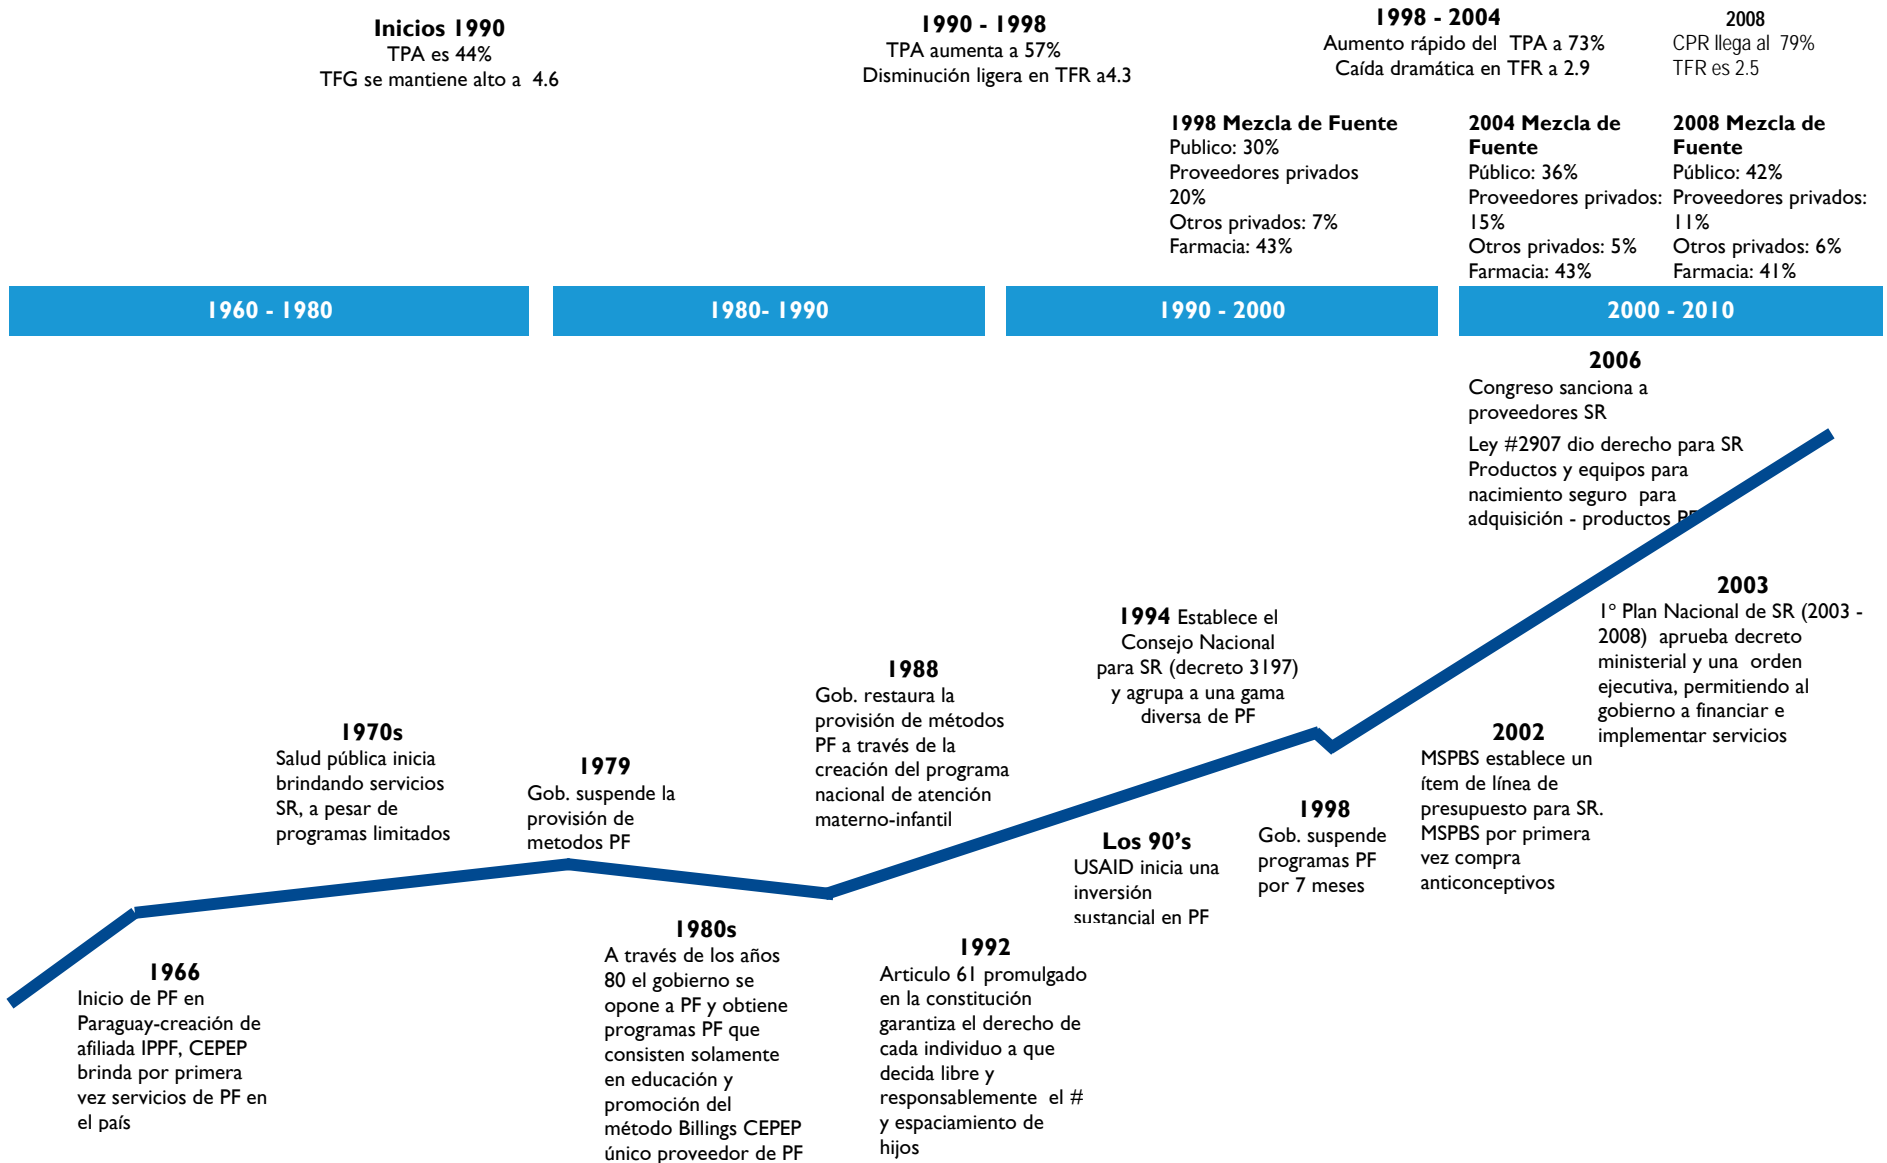 Inicios 1990
TPA es 44%
TFG se mantiene alto a 4.6
1990 - 1998
TPA aumenta a 57%
Disminución ligera en TFR a4.3
1998 - 2004
Aumento rápido del TPA a 73%
Caída dramática en TFR a 2.9
2008
CPR llega al 79%
TFR es 2.5
1998 Mezcla de Fuente
Publico: 30%
Proveedores privados
20%
Otros privados: 7%
Farmacia: 43%
2004 Mezcla de
Fuente
Público: 36%
Proveedores privados:
15%
Otros privados: 5%
Farmacia: 43%
2008 Mezcla de
Fuente
Público: 42%
Proveedores privados:
11%
Otros privados: 6%
Farmacia: 41%
1960 - 1980
1980- 1990
1990 - 2000
2000 - 2010
2006
Congreso sanciona a
proveedores SR
Ley #2907 dio derecho para SR
Productos y equipos para
nacimiento seguro para
adquisición - productos PF
2003
1° Plan Nacional de SR (2003 -
2008) aprueba decreto
ministerial y una orden
ejecutiva, permitiendo al
gobierno a financiar e
implementar servicios
1994 Establece el
Consejo Nacional
para SR (decreto 3197)
y agrupa a una gama
diversa de PF
1988
Gob. restaura la
provisión de métodos
PF a través de la
creación del programa
nacional de atención
materno-infantil
1970s
Salud pública inicia
brindando servicios
SR, a pesar de
programas limitados
1979
Gob. suspende la
provisión de
metodos PF
2002
MSPBS establece un
ítem de línea de
presupuesto para SR.
MSPBS por primera
vez compra
anticonceptivos
1998
Gob. suspende
programas PF
por 7 meses
Los 90's
USAID inicia una
inversión
sustancial en PF
1966
Inicio de PF en
Paraguay-creación de
afiliada IPPF, CEPEP
brinda por primera
vez servicios de PF en
el país
1980s
A través de los años
80 el gobierno se
opone a PF y obtiene
programas PF que
consisten solamente
en educación y
promoción del
método Billings CEPEP
único proveedor de PF
1992
Articulo 61 promulgado
en la constitución
garantiza el derecho de
cada individuo a que
decida libre y
responsablemente el #
y espaciamiento de
hijos